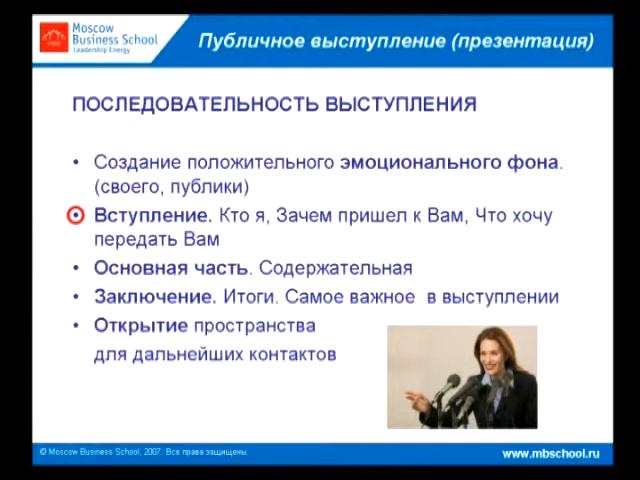 Moscow
Business School
Leadership Energy
Публичное выступление (презентация)
ПОСЛЕДОВАТЕЛЬНОСТЬ ВЫСТУПЛЕНИЯ
• Создание положительного эмоционального фона.
(своего, публики)
• Вступление. Кто я, Зачем пришел к Вам, Что хочу
передать Вам
• Основная часть. Содержательная
• Заключение. Итоги. Самое важное в выступлении
• Открытие пространства
для дальнейших контактов
© Moscow Business School, 2007. Все права защищены.
www.mbschool.ru